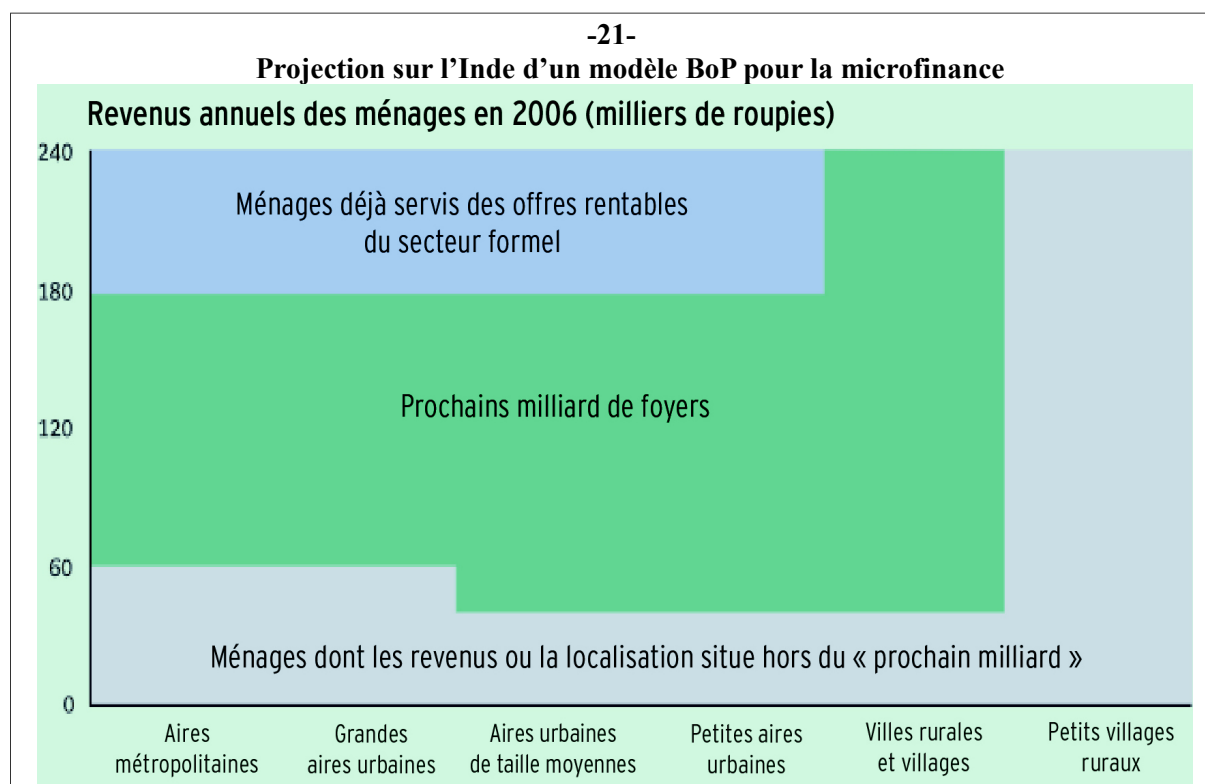 -21-
Projection sur l'Inde d'un modèle BoP pour la microfinance
Revenus annuels des ménages en 2006 (milliers de roupies)
240
Ménages déjà servis des offres rentables
du secteur formel
180
Prochains milliard de foyers
120
60
Ménages dont les revenus ou la localisation situe hors du « prochain milliard »
0
Aires
métropolitaines
Grandes
aires urbaines
Aires urbaines
de taille moyennes
Petites aires
urbaines
Villes rurales
et villages
Petits villages
ruraux